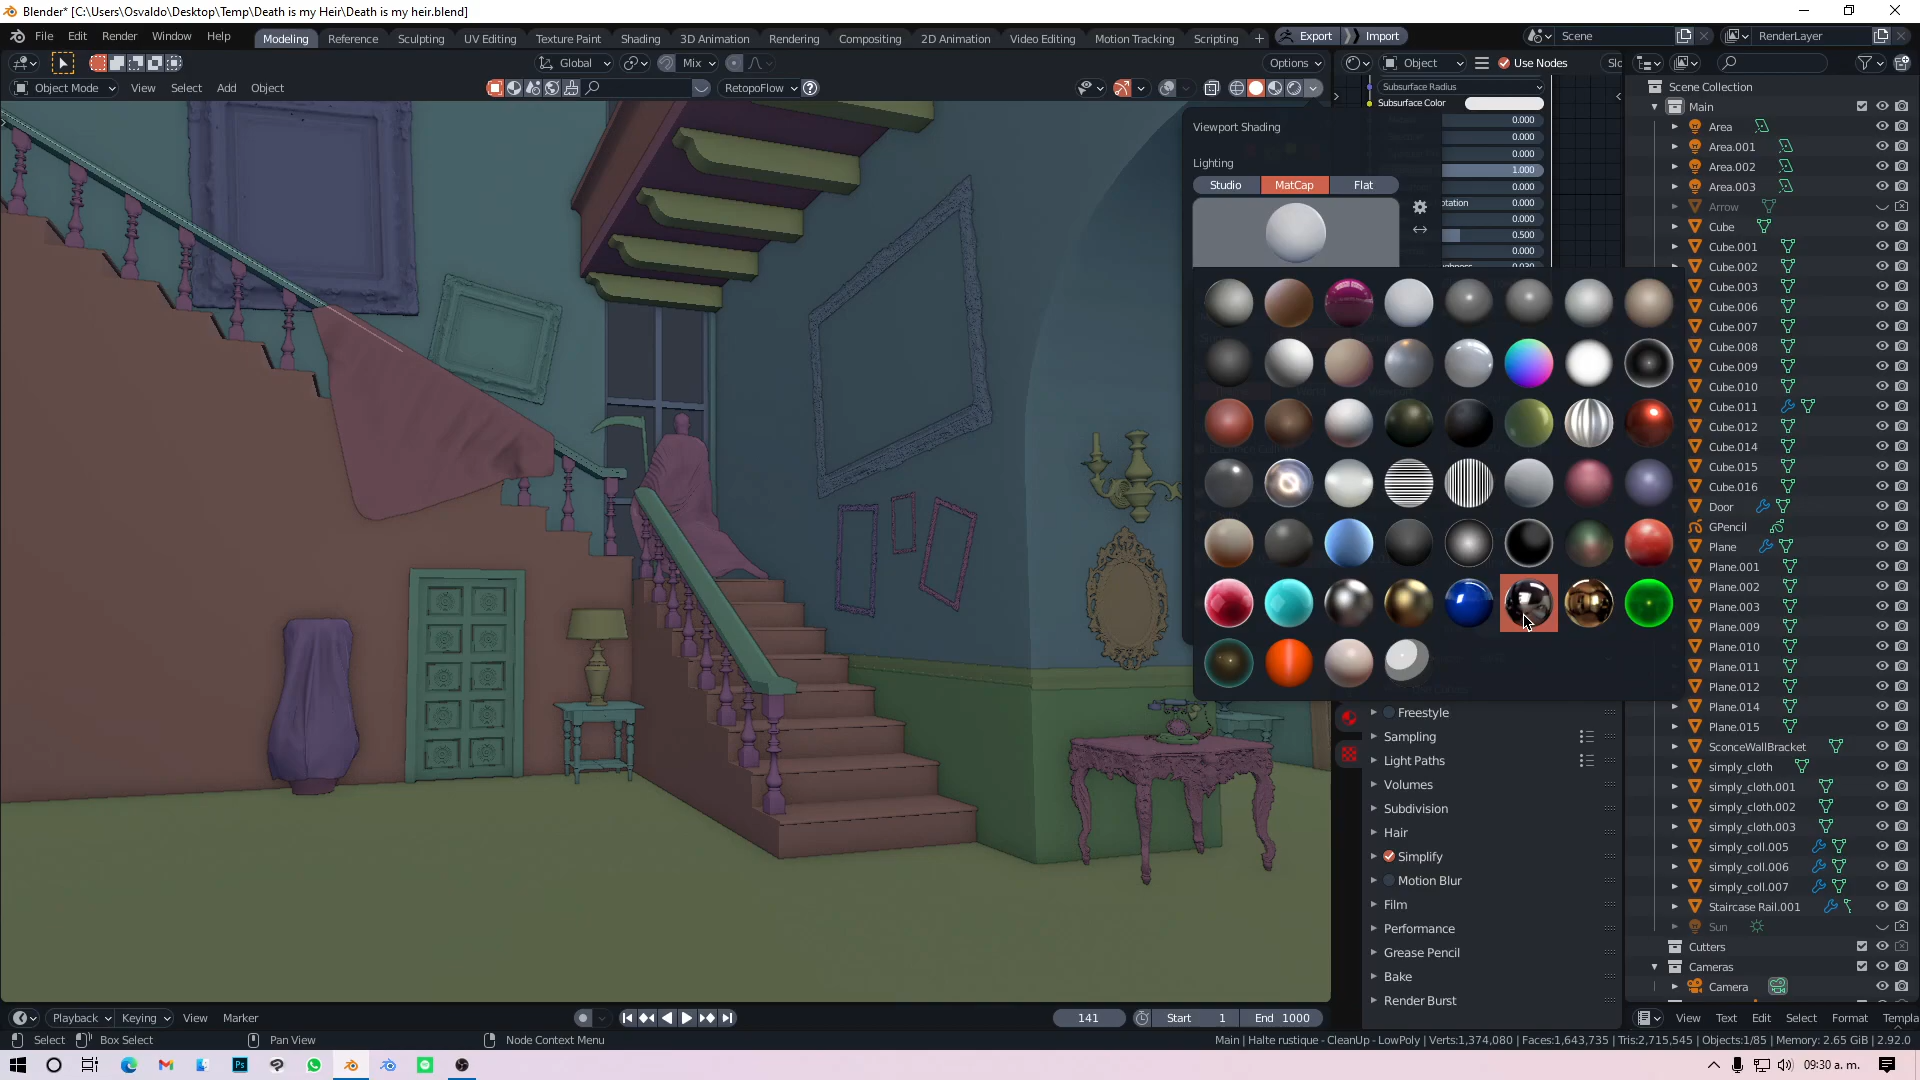 Blender* [C:\Users\Osvaldo\Desktop\Temp\Death is my Heir\Death is my heir.blend]
File Edit Render Window Help
Modeling Reference Sculpting UV Editing Texture Paint Shading 3D Animation Rendering Compositing 2D Animation Video Editing Motion Tracking Scripting + Export Import Scene RenderLayer
Global Mix Options Object Use Nodes Slo
Object Mode View Select Add Object RetopoFlow
Subsurface Radius
Subsurface Color
0.000
0.000
0.000
1.000
0.000
otation 0.000
0.000
0.500
0.000
Viewport Shading
Lighting
Studio MatCap Flat
Freestyle
Sampling
Light Paths
Volumes
Subdivision
Hair
Simplify
Motion Blur
Film
Performance
Grease Pencil
Bake
Render Burst
Scene Collection
Main
Area
Area.001
Area.002
Area.003
Arrow
Cube
Cube.001
Cube.002
Cube.003
Cube.006
Cube.007
Cube.008
Cube.009
Cube.010
Cube.011
Cube.012
Cube.014
Cube.015
Cube.016
Door
GPencil
Plane
Plane.001
Plane.002
Plane.003
Plane.009
Plane.010
Plane.011
Plane.012
Plane.014
Plane.015
SconceWallBracket
simply_cloth
simply_cloth.001
simply_cloth.002
simply_cloth.003
simply_coll.005
simply_coll.006
simply_coll.007
Staircase Rail.001
Sun
Cutters
Cameras
Camera
Playback Keying View Marker 141 Start 1 End 1000 View Text Edit Select Format Templa
Select Box Select Pan View Node Context Menu Main | Halte rustique - CleanUp - LowPoly | Verts:1,374,080 | Faces:1,643,735 | Tris:2,715,545 | Objects:1/85 | Memory: 2.65 GiB | 2.92.0
09:30 a. m.